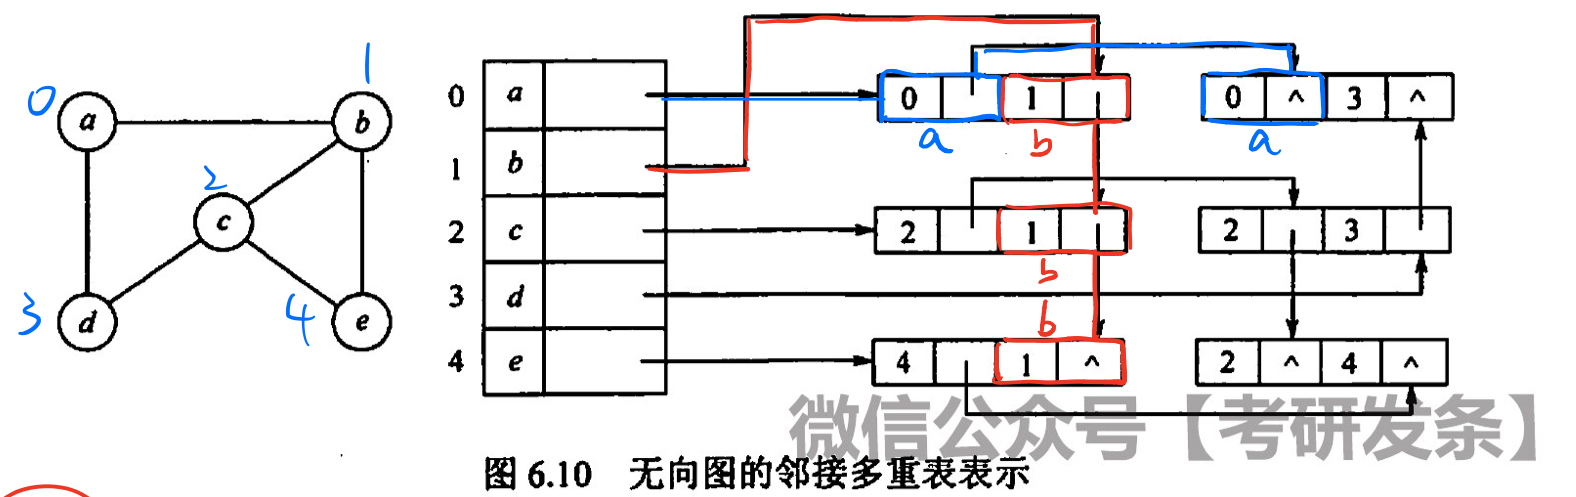 0
1
a
b
2
c
3
4
d
e
0 a
1 b
2 c
3 d
4 e
0 1
a b
0 ^ 3 ^
a
2 1
b
2 3
b
4 1 ^
2 ^ 4 ^
微信公众号【考研发条】
图 6.10 无向图的邻接多重表表示